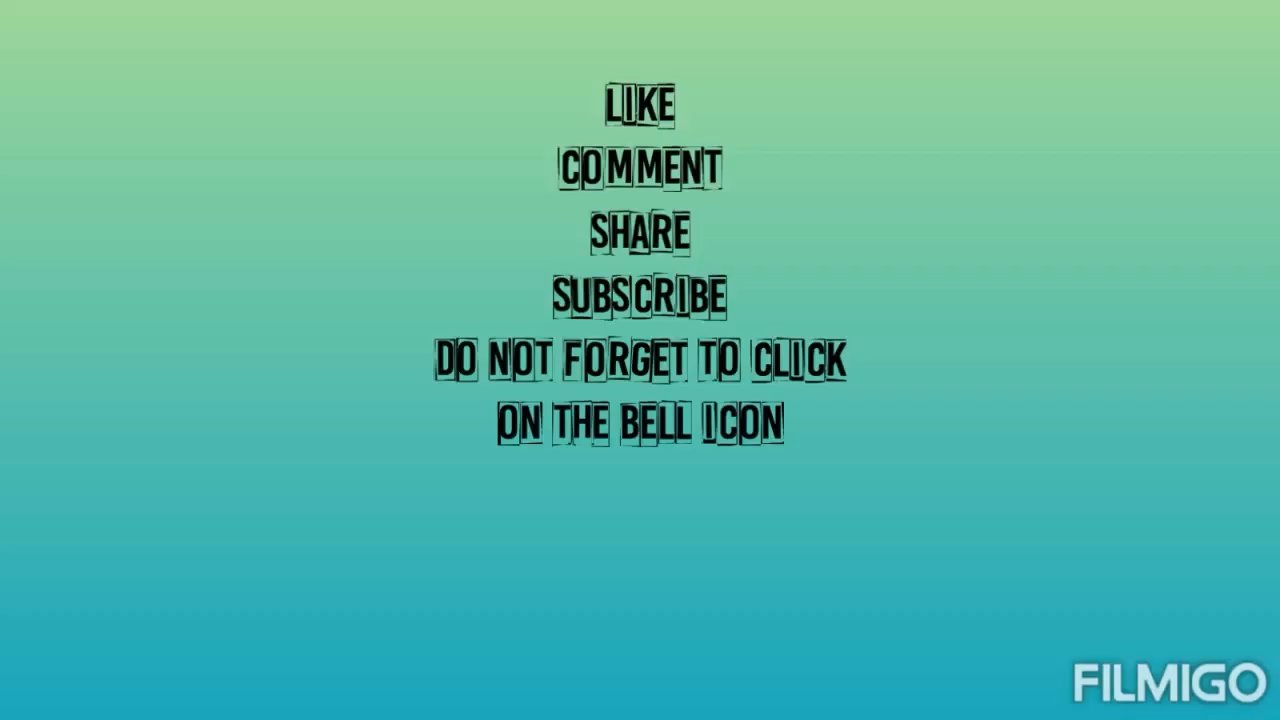 LIKE
COMMENT
SHARE
SUBSCRIBE
DO NOT FORGET TO CLICK
ON THE BELL ICON
FILMIGO